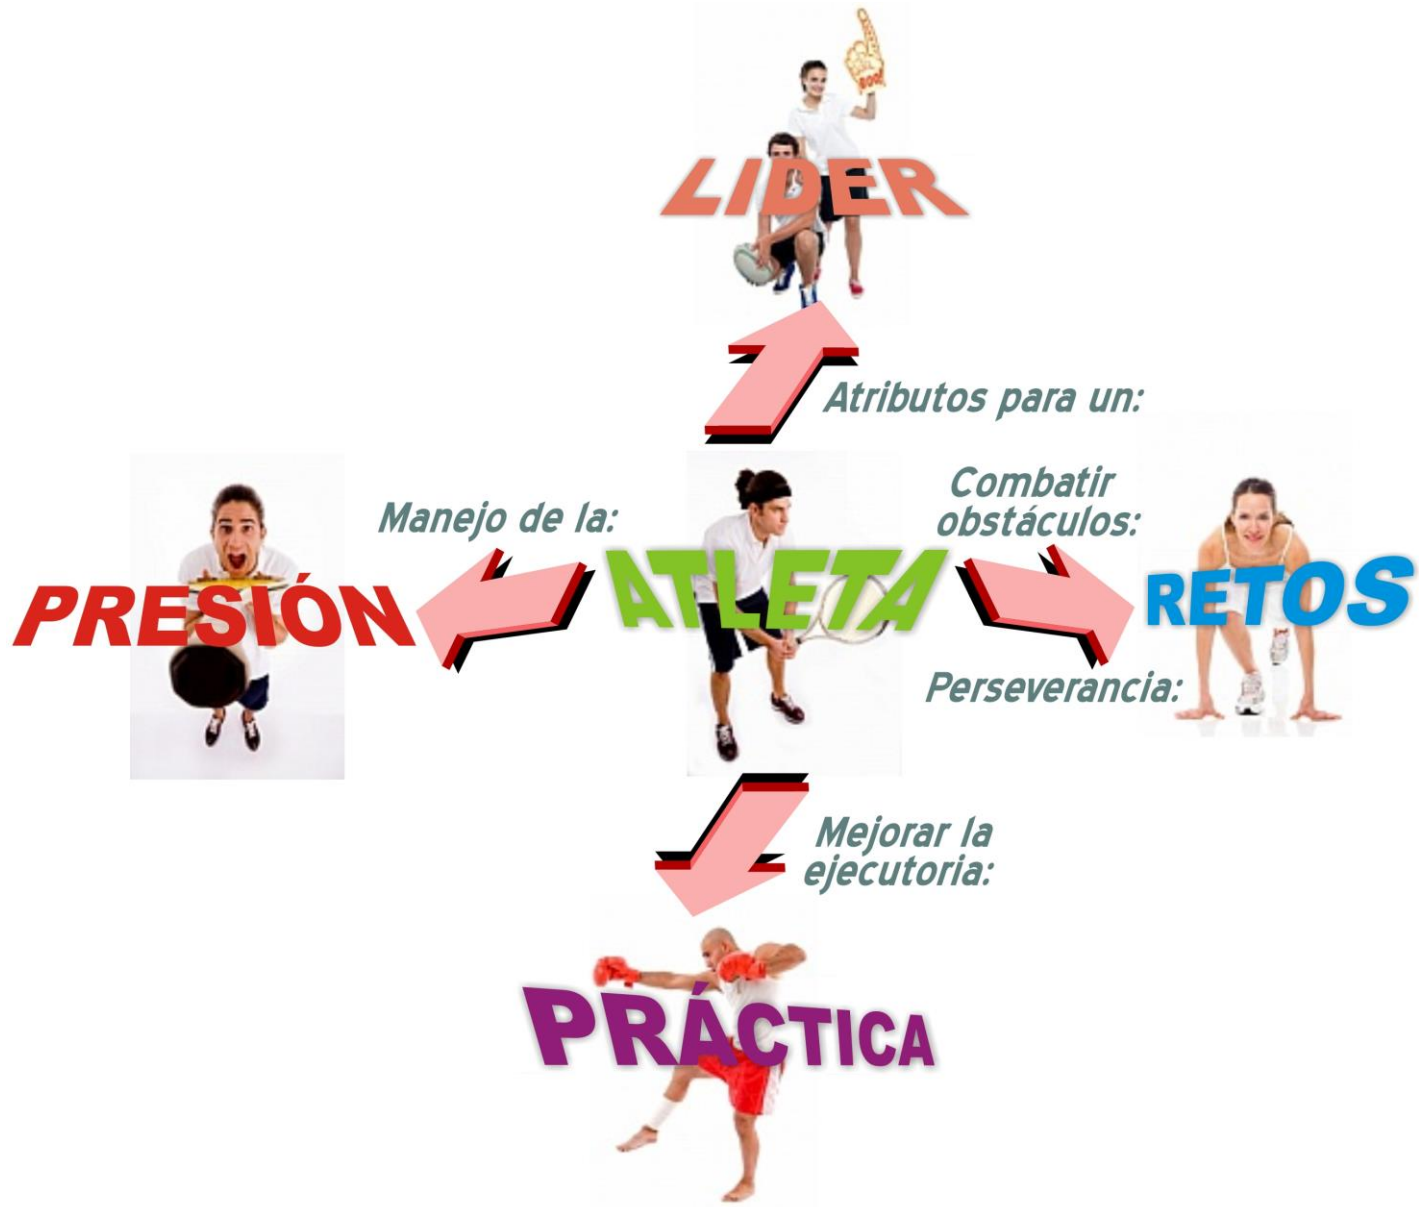 LIDER
Atributos para un:
Manejo de la:
Combatir
obstáculos:
PRESIÓN
ATLETA
RETOS
Perseverancia:
Mejorar la
ejecutoria:
PRÁCTICA